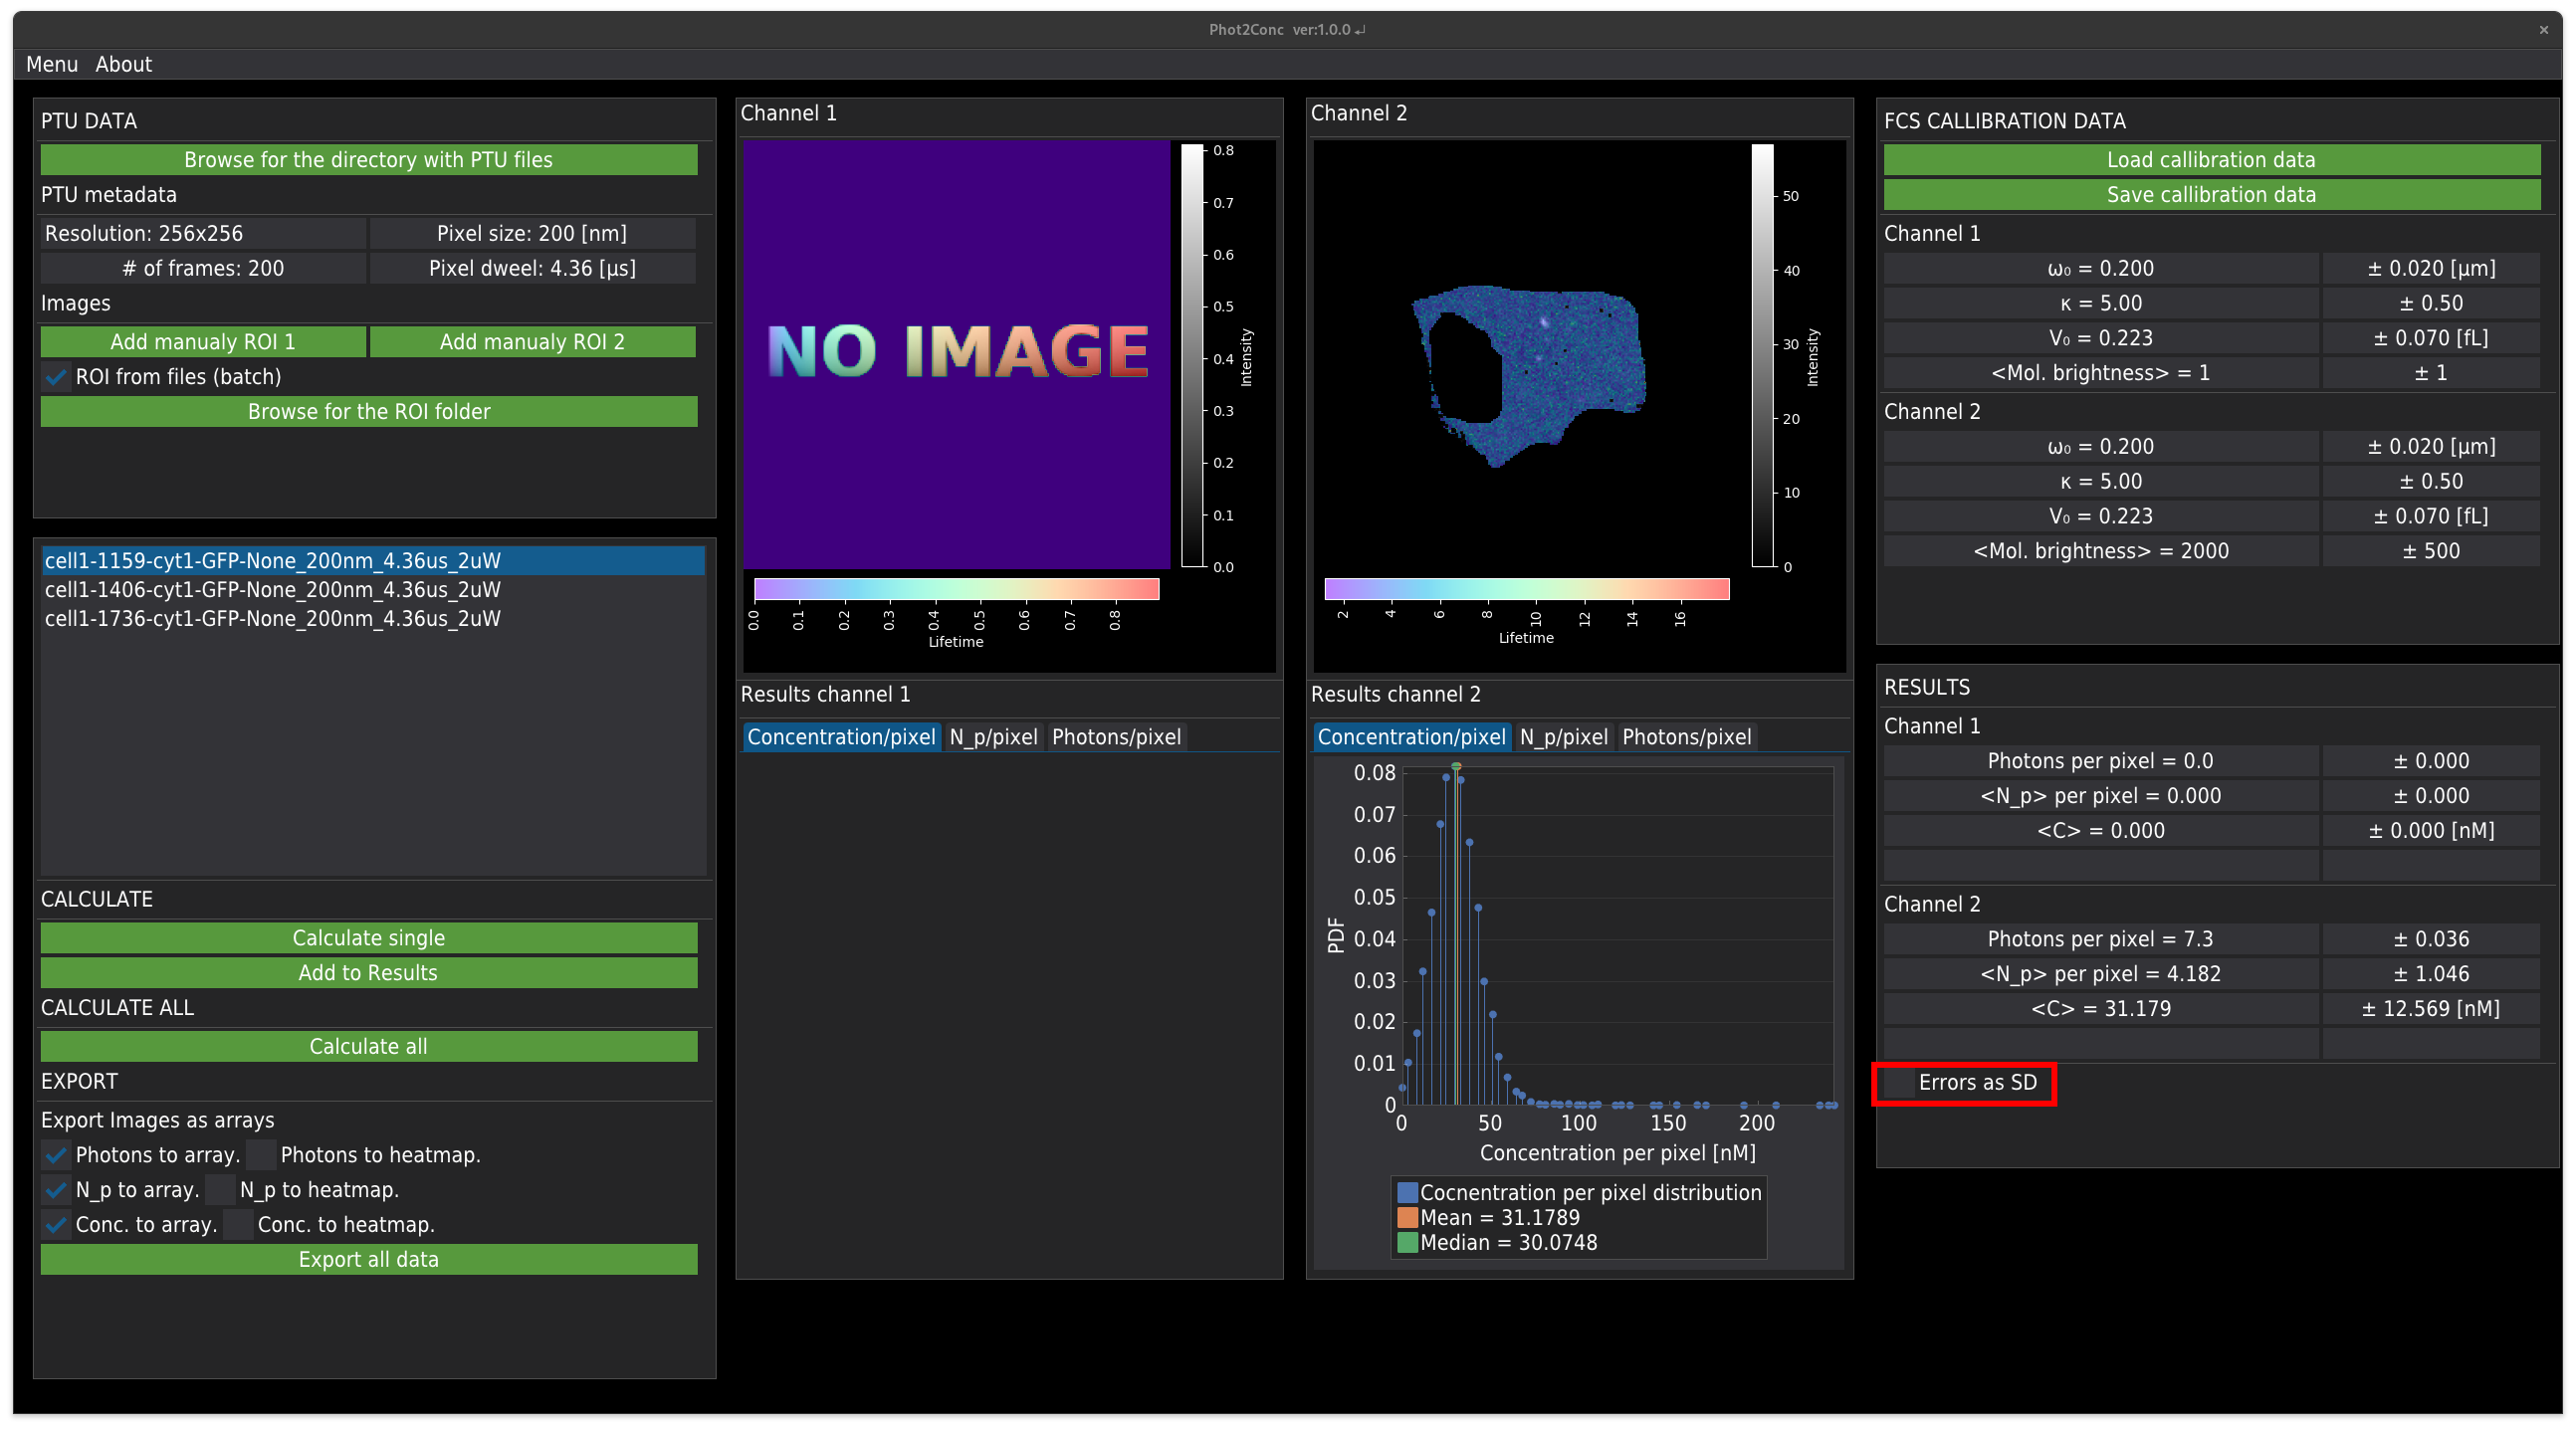 Phot2Conc ver:1.0.0 ↲
×
Menu About
PTU DATA
Browse for the directory with PTU files
PTU metadata
Resolution: 256x256 Pixel size: 200 [nm]
# of frames: 200 Pixel dweel: 4.36 [µs]
Images
Add manualy ROI 1 Add manualy ROI 2
ROI from files (batch)
Browse for the ROI folder
cell1-1159-cyt1-GFP-None_200nm_4.36us_2uW
cell1-1406-cyt1-GFP-None_200nm_4.36us_2uW
cell1-1736-cyt1-GFP-None_200nm_4.36us_2uW
CALCULATE
Calculate single
Add to Results
CALCULATE ALL
Calculate all
EXPORT
Export Images as arrays
Photons to array. Photons to heatmap.
N_p to array. N_p to heatmap.
Conc. to array. Conc. to heatmap.
Export all data
Channel 1
NO IMAGE
0.8
0.7
0.6
0.5
0.4
0.3
0.2
0.1
0.0
Intensity
0.0 0.1 0.2 0.3 0.4 0.5 0.6 0.7 0.8
Lifetime
Results channel 1
Concentration/pixel N_p/pixel Photons/pixel
Channel 2
50
40
30
20
10
0
Intensity
2 4 6 8 10 12 14 16
Lifetime
Results channel 2
Concentration/pixel N_p/pixel Photons/pixel
0.08
0.07
0.06
0.05
0.04
0.03
0.02
0.01
0
PDF
0 50 100 150 200
Concentration per pixel [nM]
Cocnentration per pixel distribution
Mean = 31.1789
Median = 30.0748
FCS CALLIBRATION DATA
Load callibration data
Save callibration data
Channel 1
ω₀ = 0.200 ± 0.020 [µm]
κ = 5.00 ± 0.50
V₀ = 0.223 ± 0.070 [fL]
<Mol. brightness> = 1 ± 1
Channel 2
ω₀ = 0.200 ± 0.020 [µm]
κ = 5.00 ± 0.50
V₀ = 0.223 ± 0.070 [fL]
<Mol. brightness> = 2000 ± 500
RESULTS
Channel 1
Photons per pixel = 0.0 ± 0.000
<N_p> per pixel = 0.000 ± 0.000
<C> = 0.000 ± 0.000 [nM]
Channel 2
Photons per pixel = 7.3 ± 0.036
<N_p> per pixel = 4.182 ± 1.046
<C> = 31.179 ± 12.569 [nM]
Errors as SD